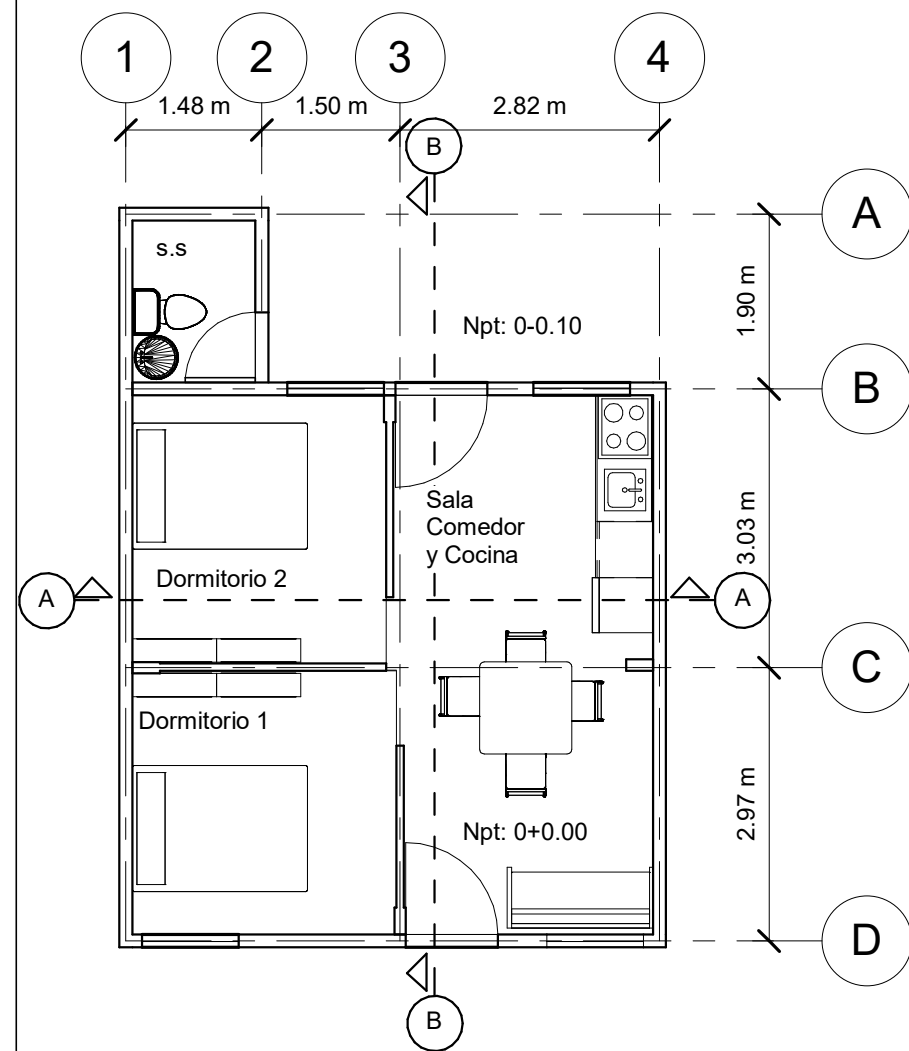 1
2
3
4
1.48 m
1.50 m
2.82 m
B
A
s.s
1.90 m
Npt: 0-0.10
B
Sala
Comedor
y Cocina
3.03 m
Dormitorio 2
A
A
C
Dormitorio 1
2.97 m
Npt: 0+0.00
D
B